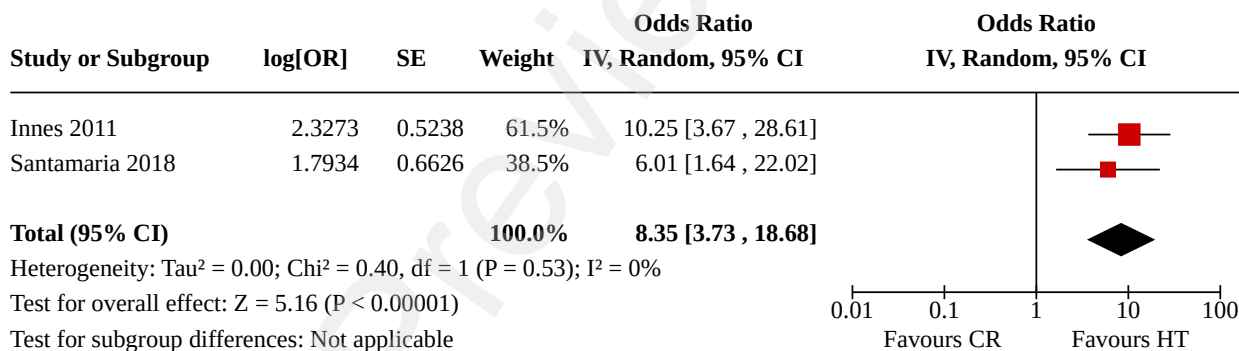 Odds Ratio Odds Ratio
Study or Subgroup log[OR] SE Weight IV, Random, 95% CI IV, Random, 95% CI
Innes 2011 2.3273 0.5238 61.5% 10.25 [3.67 , 28.61]
Santamaria 2018 1.7934 0.6626 38.5% 6.01 [1.64 , 22.02]
Total (95% CI) 100.0% 8.35 [3.73 , 18.68]
Heterogeneity: Tau² = 0.00; Chi² = 0.40, df = 1 (P = 0.53); I² = 0%
Test for overall effect: Z = 5.16 (P < 0.00001)
0.01 0.1 1 10 100
Test for subgroup differences: Not applicable
Favours CR Favours HT
Preview